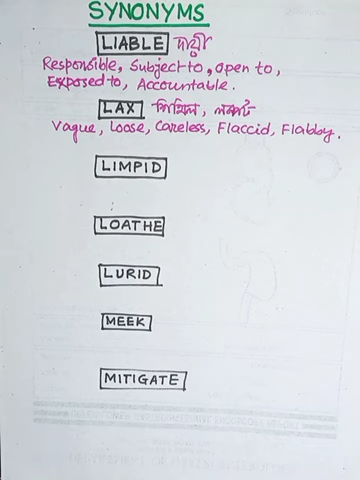 SYNONYMS
LIABLE দায়ী
Responsible, Subject to, open to,
Exposed to, Accountable.
LAX শিথিল,
Vague, Loose, Careless, Flaccid, Flabby.
LIMPID
LOATHE
LURID
MEEK
MITIGATE